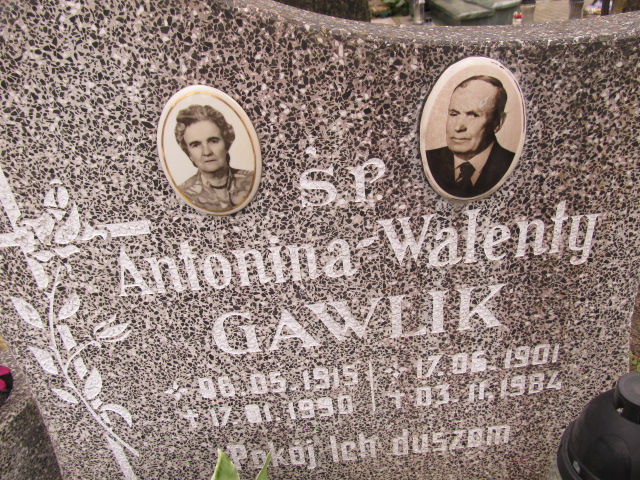 Ś.P.
Antonina-Walenty
GAWLIK
* 06.05.1915 * 17.06.1901
+ 17.01.1990 + 03.11.1984
Pokój Ich duszom